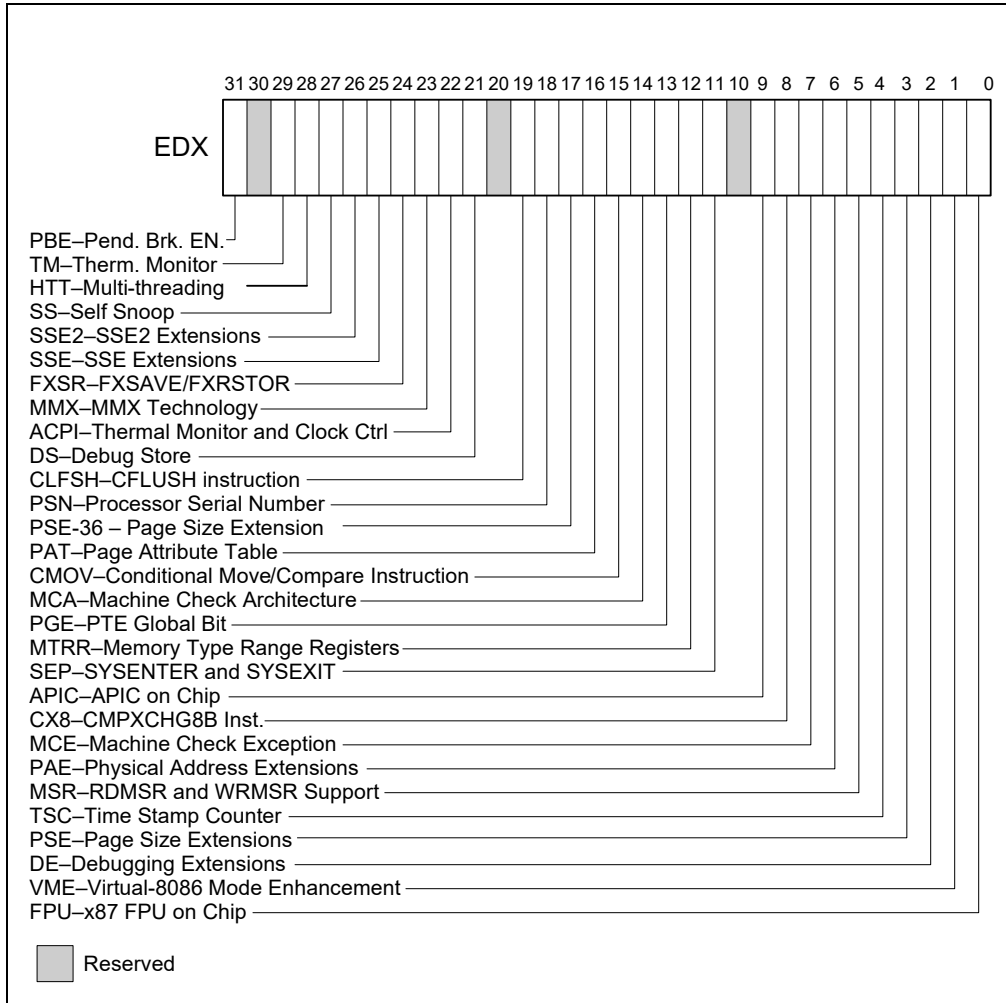 31 30 29 28 27 26 25 24 23 22 21 20 19 18 17 16 15 14 13 12 11 10 9 8 7 6 5 4 3 2 1 0
EDX
PBE–Pend. Brk. EN.
TM–Therm. Monitor
HTT–Multi-threading
SS–Self Snoop
SSE2–SSE2 Extensions
SSE–SSE Extensions
FXSR–FXSAVE/FXRSTOR
MMX–MMX Technology
ACPI–Thermal Monitor and Clock Ctrl
DS–Debug Store
CLFSH–CFLUSH instruction
PSN–Processor Serial Number
PSE-36 – Page Size Extension
PAT–Page Attribute Table
CMOV–Conditional Move/Compare Instruction
MCA–Machine Check Architecture
PGE–PTE Global Bit
MTRR–Memory Type Range Registers
SEP–SYSENTER and SYSEXIT
APIC–APIC on Chip
CX8–CMPXCHG8B Inst.
MCE–Machine Check Exception
PAE–Physical Address Extensions
MSR–RDMSR and WRMSR Support
TSC–Time Stamp Counter
PSE–Page Size Extensions
DE–Debugging Extensions
VME–Virtual-8086 Mode Enhancement
FPU–x87 FPU on Chip
Reserved